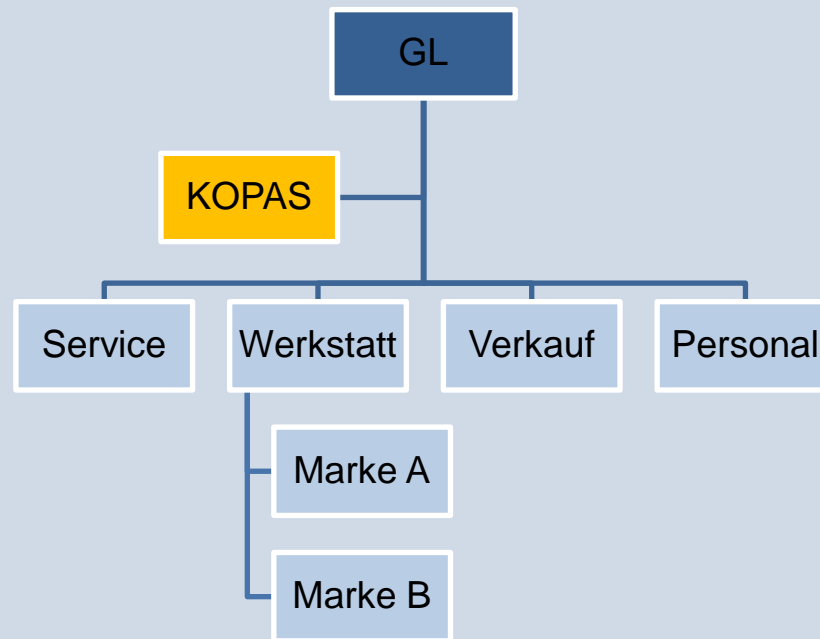 GL
KOPAS
Service
Werkstatt
Verkauf
Personal
Marke A
Marke B